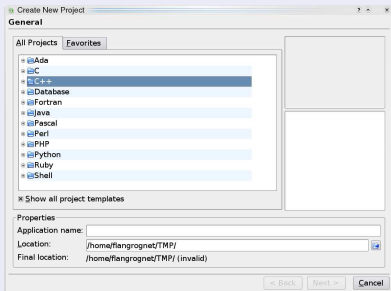 Create New Project
General
All Projects Favorites
Ada
C
C++
Database
Fortran
Java
Pascal
Perl
PHP
Python
Ruby
Shell
Show all project templates
Properties
Application name:
Location: /home/flangrognet/TMP/
Final location: /home/flangrognet/TMP/ (invalid)
< Back Next > Cancel